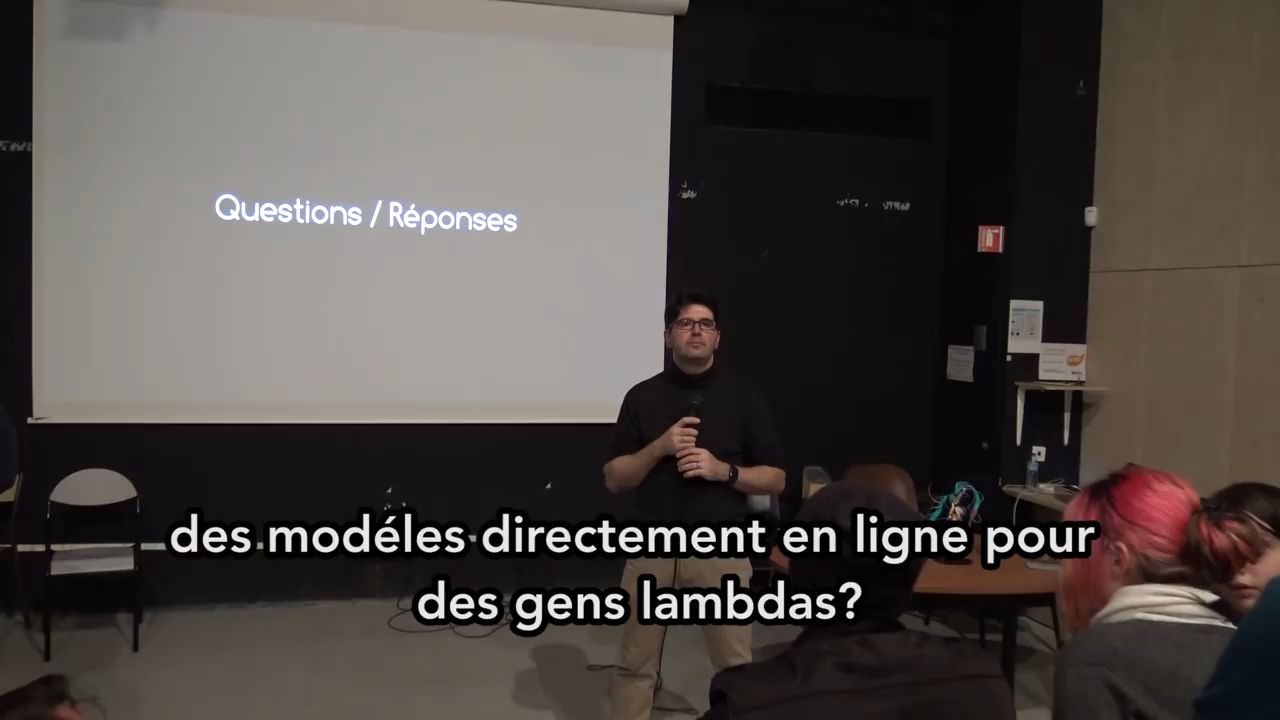 Questions / Réponses
des modéles directement en ligne pour
des gens lambdas?